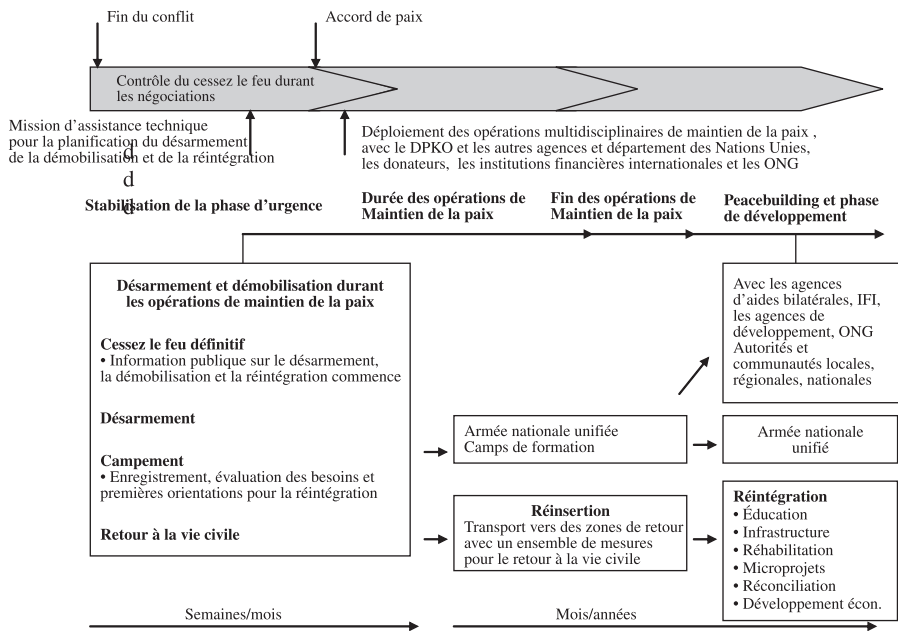 Fin du conflit
Accord de paix
Contrôle du cessez le feu durant
les négociations
Mission d'assistance technique
pour la planification du désarmement
de la démobilisation et de la réintégration
d
d
d
Déploiement des opérations multidisciplinaires de maintien de la paix ,
avec le DPKO et les autres agences et département des Nations Unies,
les donateurs, les institutions financières internationales et les ONG
Stabilisation de la phase d'urgence
Durée des opérations de
Maintien de la paix
Fin des opérations de
Maintien de la paix
Peacebuilding et phase
de développement
Désarmement et démobilisation durant
les opérations de maintien de la paix
Cessez le feu définitif
• Information publique sur le désarmement,
la démobilisation et la réintégration commence
Désarmement
Campement
• Enregistrement, évaluation des besoins et
premières orientations pour la réintégration
Retour à la vie civile
Armée nationale unifiée
Camps de formation
Réinsertion
Transport vers des zones de retour
avec un ensemble de mesures
pour le retour à la vie civile
Avec les agences
d'aides bilatérales, IFI,
les agences de
développement, ONG
Autorités et
communautés locales,
régionales, nationales
Armée nationale
unifié
Réintégration
• Éducation
• Infrastructure
• Réhabilitation
• Microprojets
• Réconciliation
• Développement écon.
Semaines/mois
Mois/années